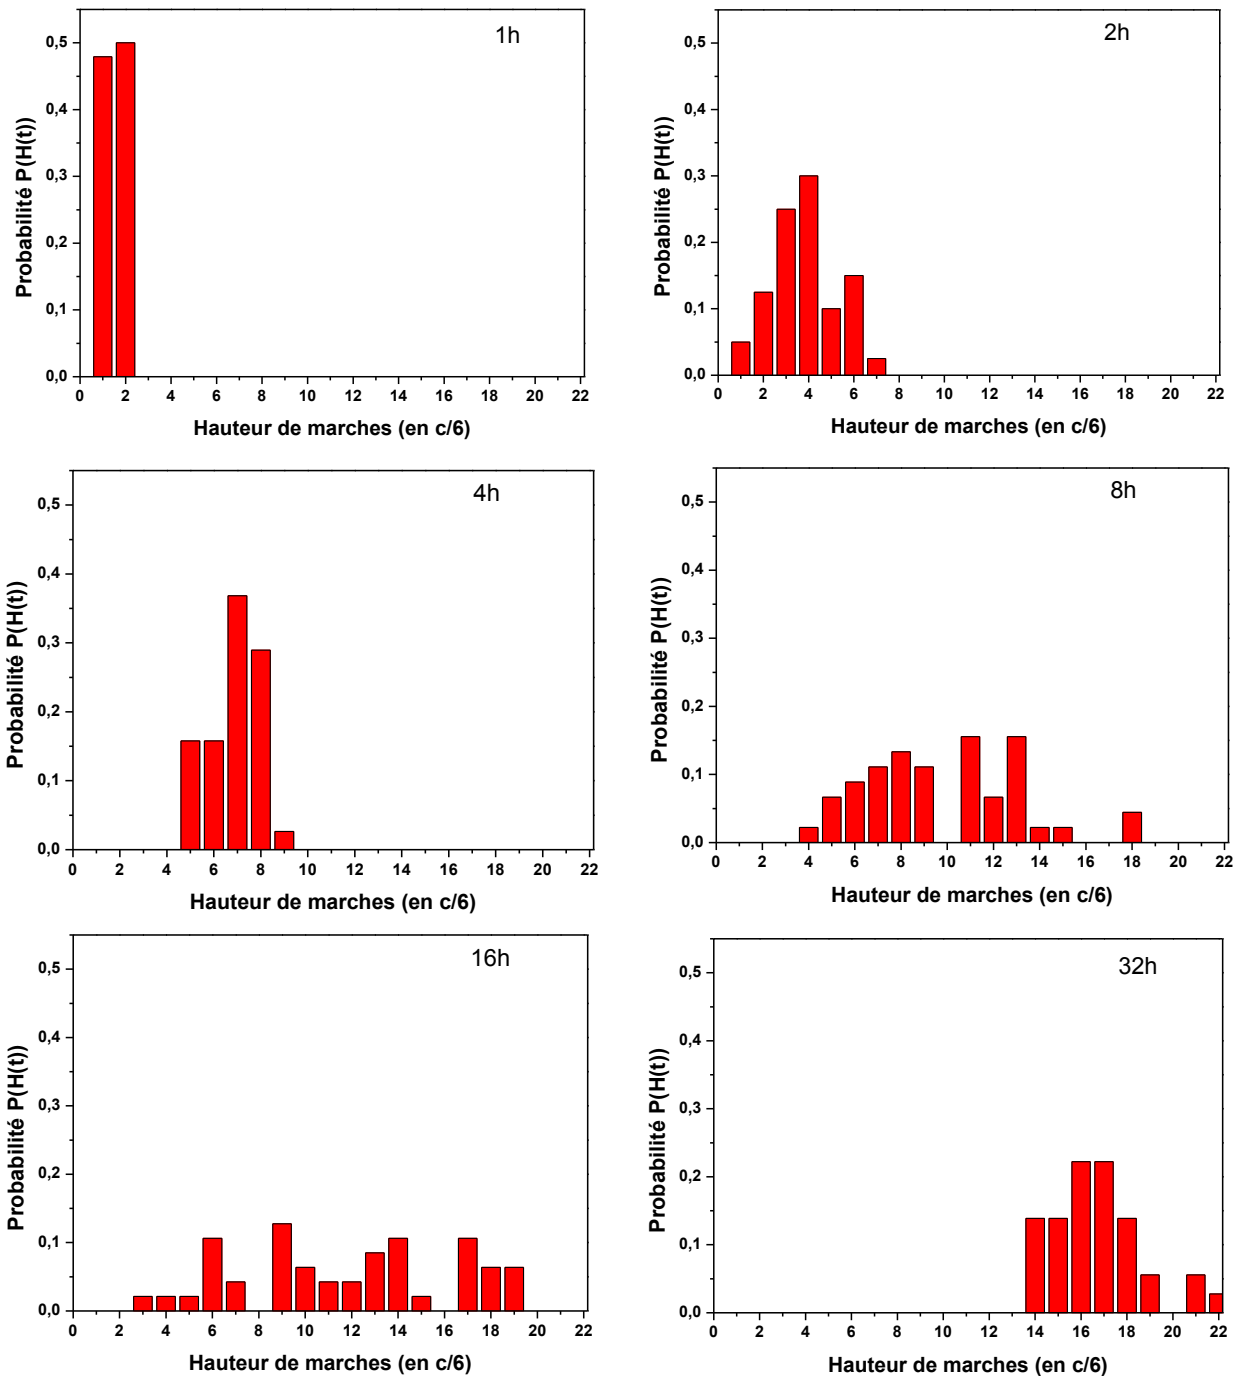 1h
Probabilité P(H(t))
0,5
0,4
0,3
0,2
0,1
0,0
0 2 4 6 8 10 12 14 16 18 20 22
Hauteur de marches (en c/6)
2h
Probabilité P(H(t))
0,5
0,4
0,3
0,2
0,1
0,0
0 2 4 6 8 10 12 14 16 18 20 22
Hauteur de marches (en c/6)
4h
Probabilité P(H(t))
0,5
0,4
0,3
0,2
0,1
0,0
0 2 4 6 8 10 12 14 16 18 20 22
Hauteur de marches (en c/6)
8h
Probabilité P(H(t))
0,5
0,4
0,3
0,2
0,1
0,0
0 2 4 6 8 10 12 14 16 18 20 22
Hauteur de marches (en c/6)
16h
Probabilité P(H(t))
0,5
0,4
0,3
0,2
0,1
0,0
0 2 4 6 8 10 12 14 16 18 20 22
Hauteur de marches (en c/6)
32h
Probabilité P(H(t))
0,5
0,4
0,3
0,2
0,1
0,0
0 2 4 6 8 10 12 14 16 18 20 22
Hauteur de marches (en c/6)